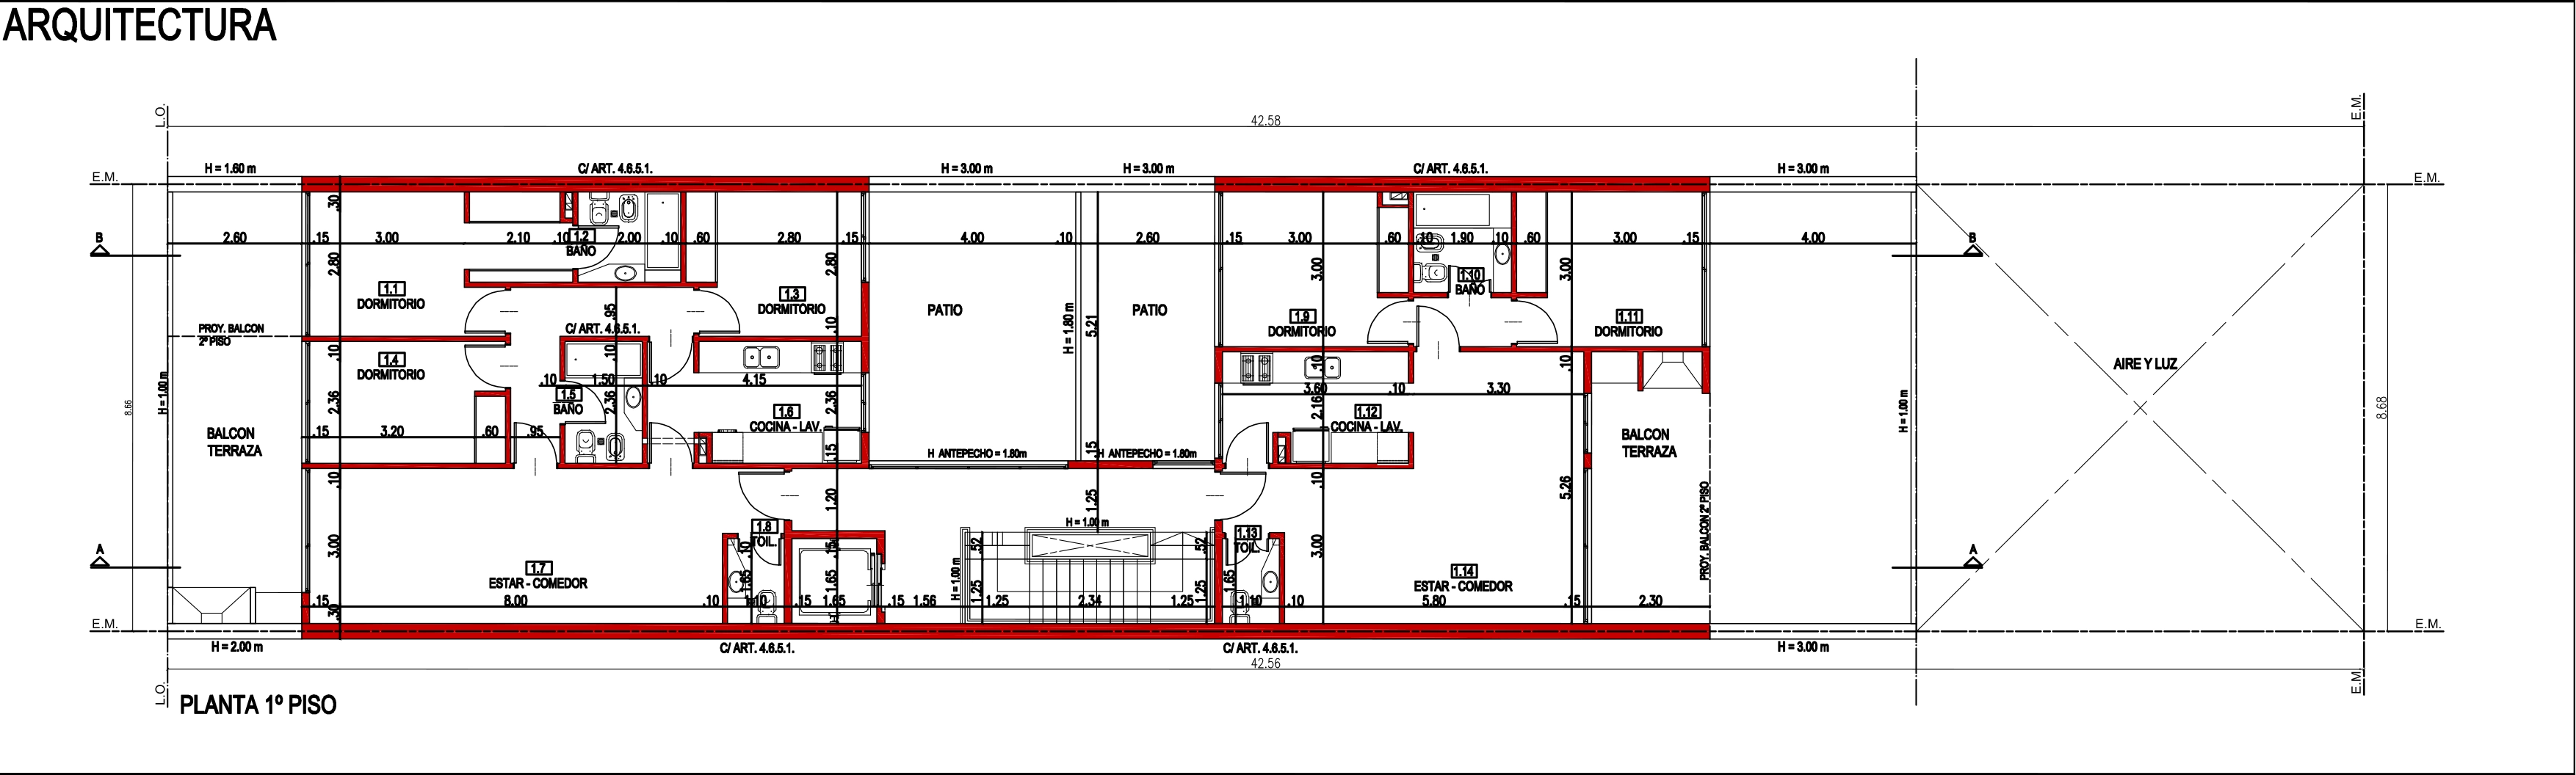 ARQUITECTURA
L.O.
E.M.
42.58
H = 1.60 m
C/ ART. 4.6.5.1.
H = 3.00 m
H = 3.00 m
C/ ART. 4.6.5.1.
H = 3.00 m
E.M.
E.M.
.30
B
2.60
.15
3.00
2.10
.10
1.2
BAÑO
2.00
.10
.60
2.80
.15
4.00
.10
2.60
.15
3.00
.60
.10
1.90
.10
.60
3.00
.15
4.00
B
2.80
2.80
3.00
3.00
1.1
DORMITORIO
1.3
DORMITORIO
1.10
BAÑO
.95
PATIO
PATIO
H = 1.80 m
5.21
1.9
DORMITORIO
1.11
DORMITORIO
PROY. BALCON
2º PISO
C/ ART. 4.6.5.1.
.10
.10
.10
.10
.10
1.4
DORMITORIO
AIRE Y LUZ
.10
1.50
.10
4.15
3.60
.10
3.30
H = 1.00 m
8.66
2.36
1.5
BAÑO
2.36
2.36
1.6
COCINA - LAV.
2.16
1.12
COCINA - LAV.
H = 1.00 m
8.68
.15
3.20
.60
.95
BALCON
TERRAZA
BALCON
TERRAZA
.15
.15
H ANTEPECHO = 1.80m
H ANTEPECHO = 1.80m
.10
.10
1.20
1.25
5.26
PROY. BALCON 2º PISO
1.8
TOIL.
H = 1.00 m
1.13
TOIL.
A
3.00
.10
.15
.52
.52
3.00
A
1.7
ESTAR - COMEDOR
1.65
1.65
H = 1.00 m
1.25
1.25
1.65
1.14
ESTAR - COMEDOR
.15
8.00
.10
1.10
.15
1.65
.15
1.56
1.25
2.34
1.25
1.10
.10
5.80
.15
2.30
.30
E.M.
E.M.
H = 2.00 m
C/ ART. 4.6.5.1.
C/ ART. 4.6.5.1.
H = 3.00 m
42.56
L.O.
E.M.
PLANTA 1º PISO